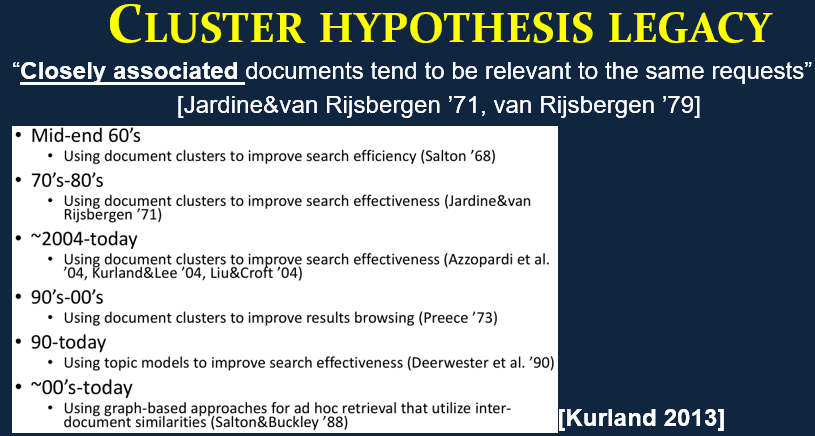 CLUSTER HYPOTHESIS LEGACY
“Closely associated documents tend to be relevant to the same requests”
[Jardine&van Rijsbergen ’71, van Rijsbergen ’79]
• Mid-end 60’s
• Using document clusters to improve search efficiency (Salton ’68)
• 70’s-80’s
• Using document clusters to improve search effectiveness (Jardine&van
Rijsbergen ’71)
• ~2004-today
• Using document clusters to improve search effectiveness (Azzopardi et al.
’04, Kurland&Lee ’04, Liu&Croft ’04)
• 90’s-00’s
• Using document clusters to improve results browsing (Preece ’73)
• 90-today
• Using topic models to improve search effectiveness (Deerwester et al. ’90)
• ~00’s-today
• Using graph-based approaches for ad hoc retrieval that utilize inter-
document similarities (Salton&Buckley ’88)
[Kurland 2013]